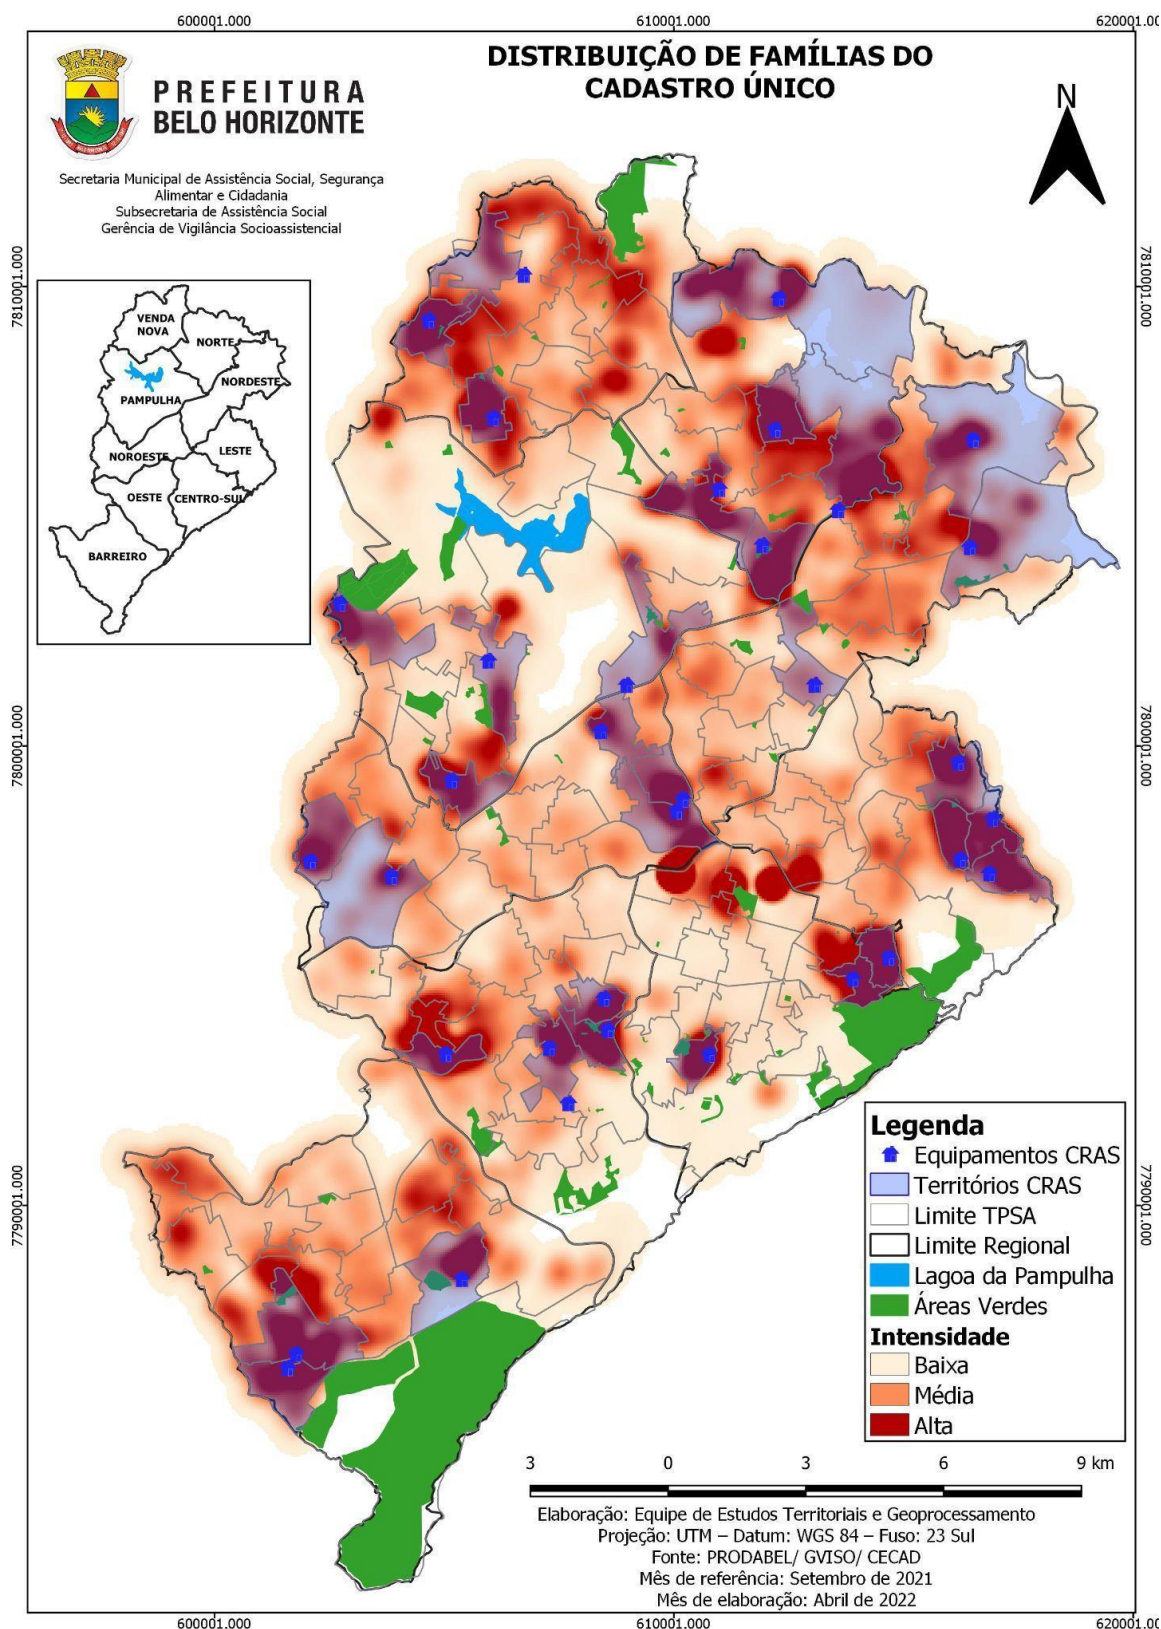 600001.000
610001.000
620001.000
DISTRIBUIÇÃO DE FAMÍLIAS DO
CADASTRO ÚNICO
PREFEITURA
BELO HORIZONTE
N
Secretaria Municipal de Assistência Social, Segurança
Alimentar e Cidadania
Subsecretaria de Assistência Social
Gerência de Vigilância Socioassistencial
7810001.000
7810001.000
VENDA
NOVA
NORTE
NORDESTE
PAMPULHA
NOROESTE
LESTE
OESTE
CENTRO-SUL
BARREIRO
7800001.000
7800001.000
7790001.000
7790001.000
Legenda
Equipamentos CRAS
Territórios CRAS
Limite TPSA
Limite Regional
Lagoa da Pampulha
Áreas Verdes
Intensidade
Baixa
Média
Alta
3 0 3 6 9 km
Elaboração: Equipe de Estudos Territoriais e Geoprocessamento
Projeção: UTM – Datum: WGS 84 – Fuso: 23 Sul
Fonte: PRODABEL/ GVISO/ CECAD
Mês de referência: Setembro de 2021
Mês de elaboração: Abril de 2022
600001.000
610001.000
620001.00